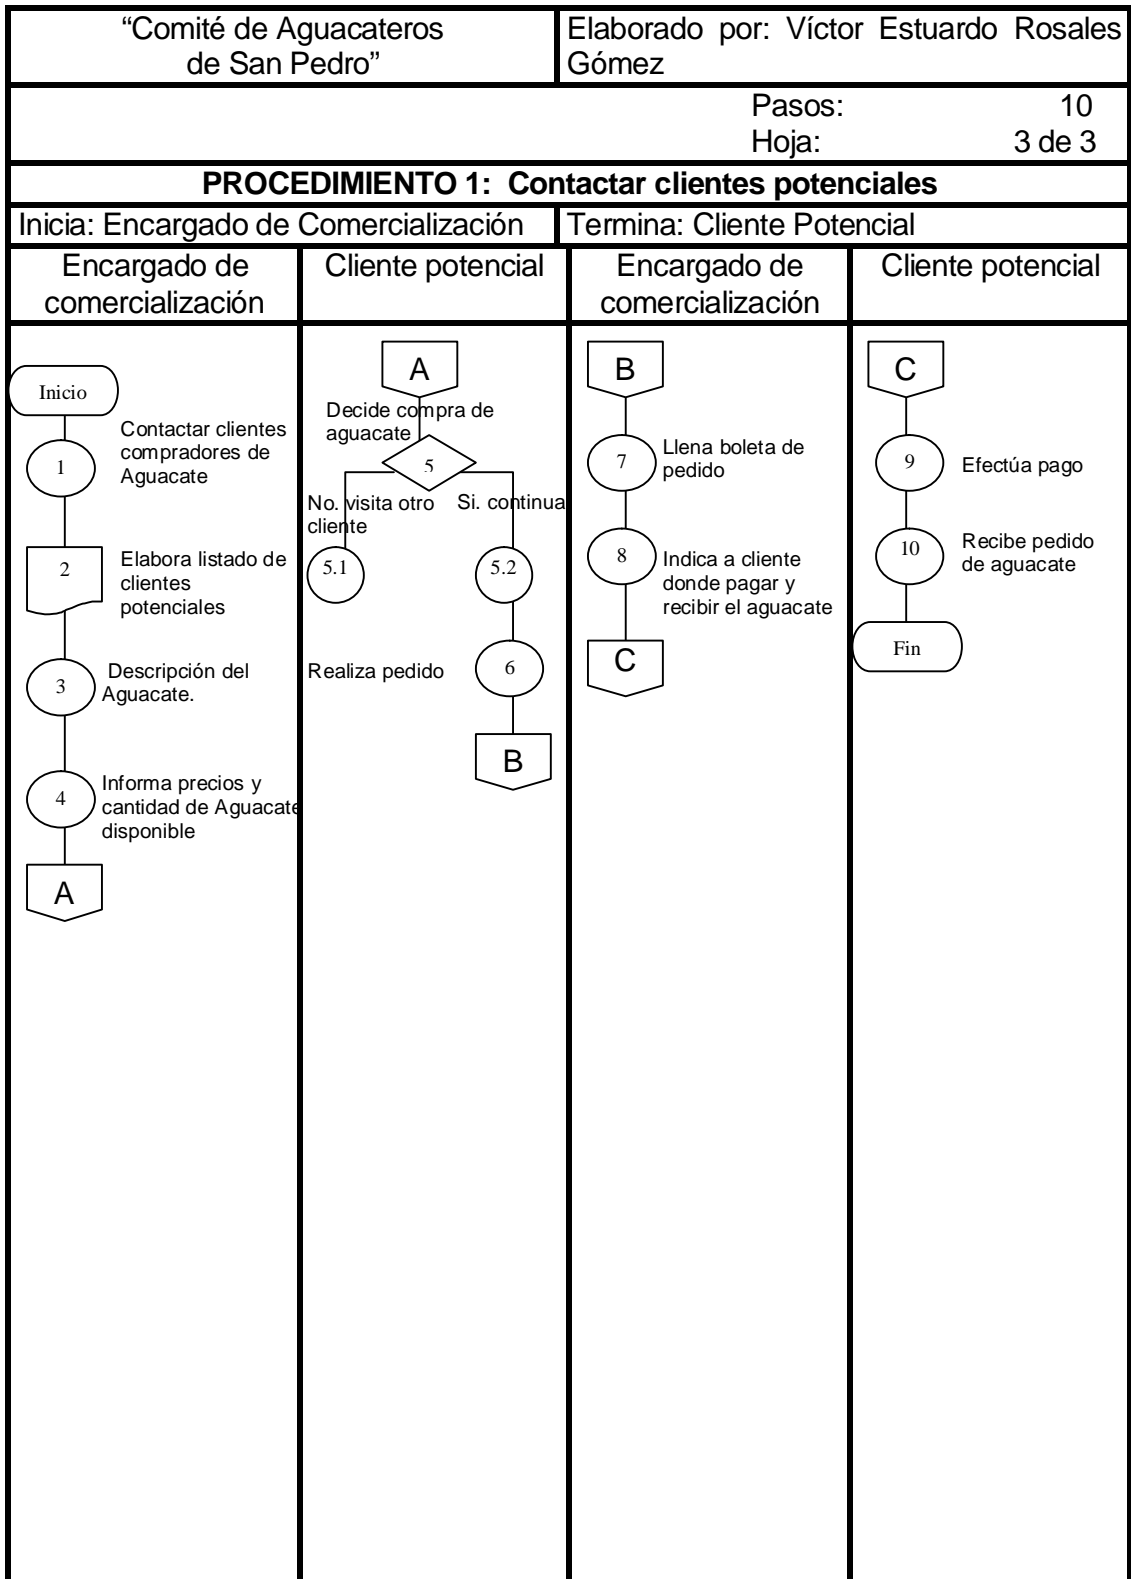 “Comité de Aguacateros
de San Pedro”
Elaborado por: Víctor Estuardo Rosales
Gómez
Pasos: 10
Hoja: 3 de 3
PROCEDIMIENTO 1: Contactar clientes potenciales
Inicia: Encargado de Comercialización
Termina: Cliente Potencial
Encargado de
comercialización
Cliente potencial
Encargado de
comercialización
Cliente potencial
Inicio
Contactar clientes
compradores de
Aguacate
1
2
Elabora listado de
clientes
potenciales
3
Descripción del
Aguacate.
4
Informa precios y
cantidad de Aguacate
disponible
A
A
Decide compra de
aguacate
5
No. visita otro
cliente
Si. continua
5.1
5.2
Realiza pedido
6
B
B
7
Llena boleta de
pedido
8
Indica a cliente
donde pagar y
recibir el aguacate
C
C
9
Efectúa pago
10
Recibe pedido
de aguacate
Fin